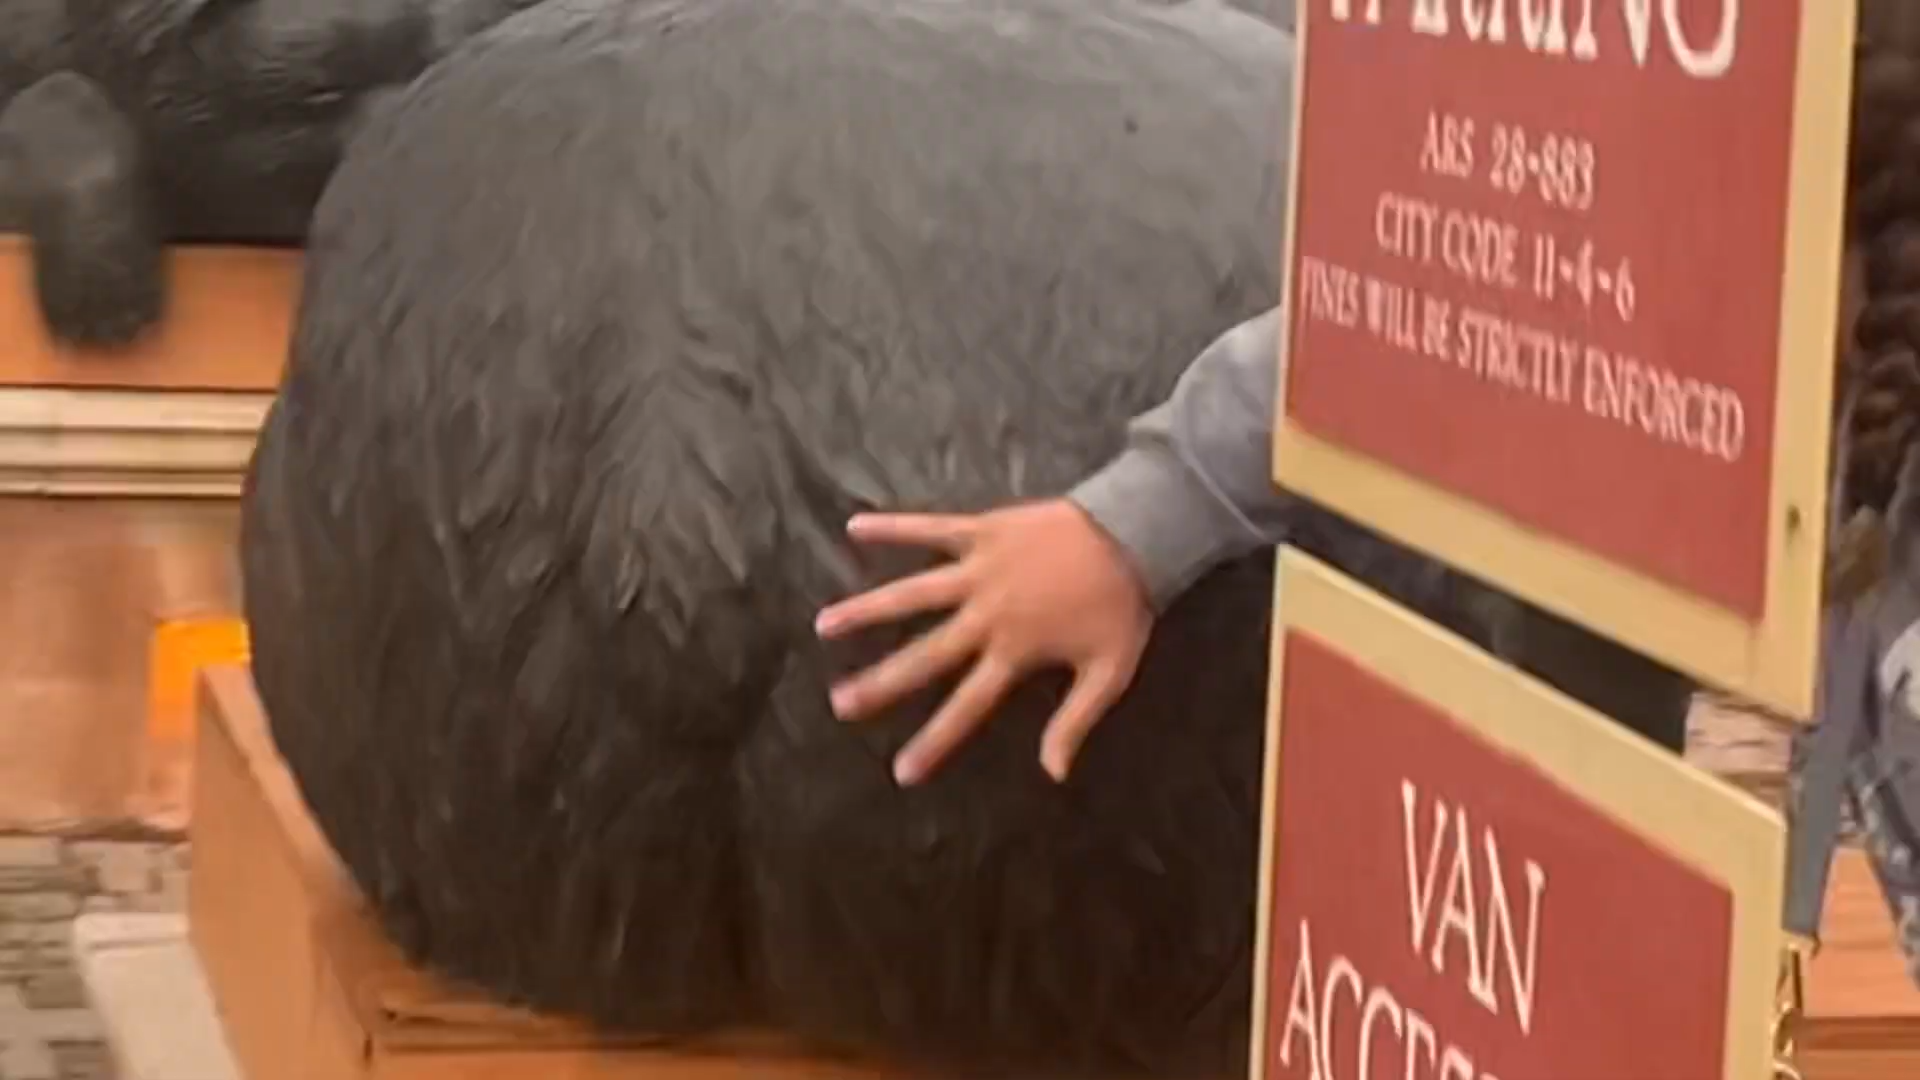 ARS 28-883
CITY CODE 11-4-6
FINES WILL BE STRICTLY ENFORCED
VAN